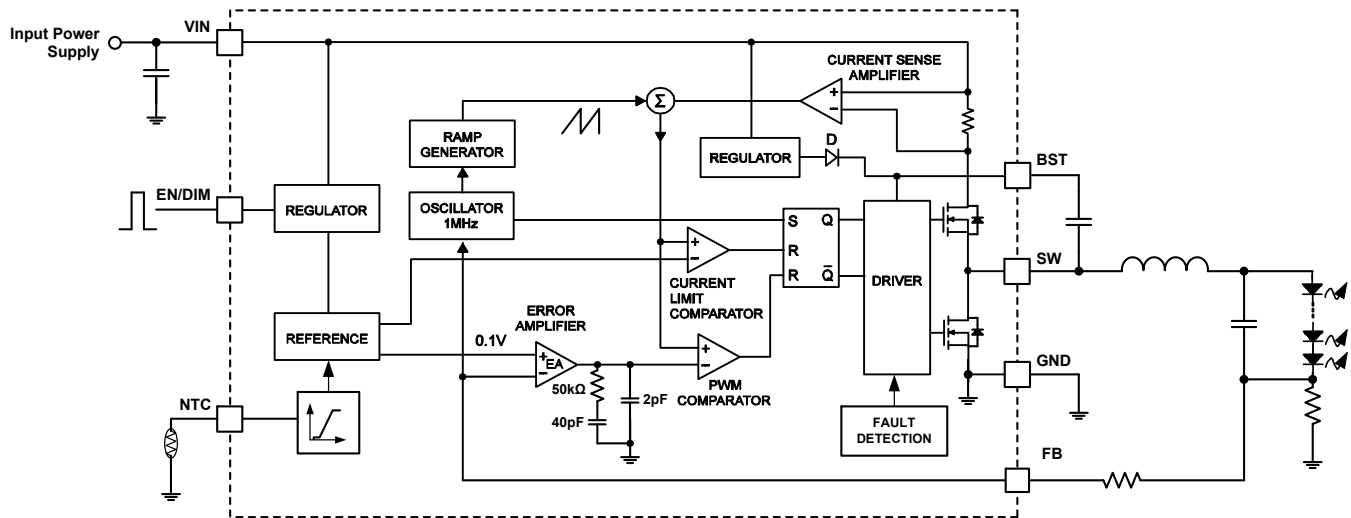 Input Power
Supply
VIN
CURRENT SENSE
AMPLIFIER
+
−
Σ
RAMP
GENERATOR
REGULATOR
D
BST
EN/DIM
REGULATOR
OSCILLATOR
1MHz
S
Q
R
R
Q̅
DRIVER
+
−
CURRENT
LIMIT
COMPARATOR
SW
REFERENCE
ERROR
AMPLIFIER
0.1V
+
−
EA
+
−
PWM
COMPARATOR
50kΩ
40pF
2pF
GND
NTC
FAULT
DETECTION
FB